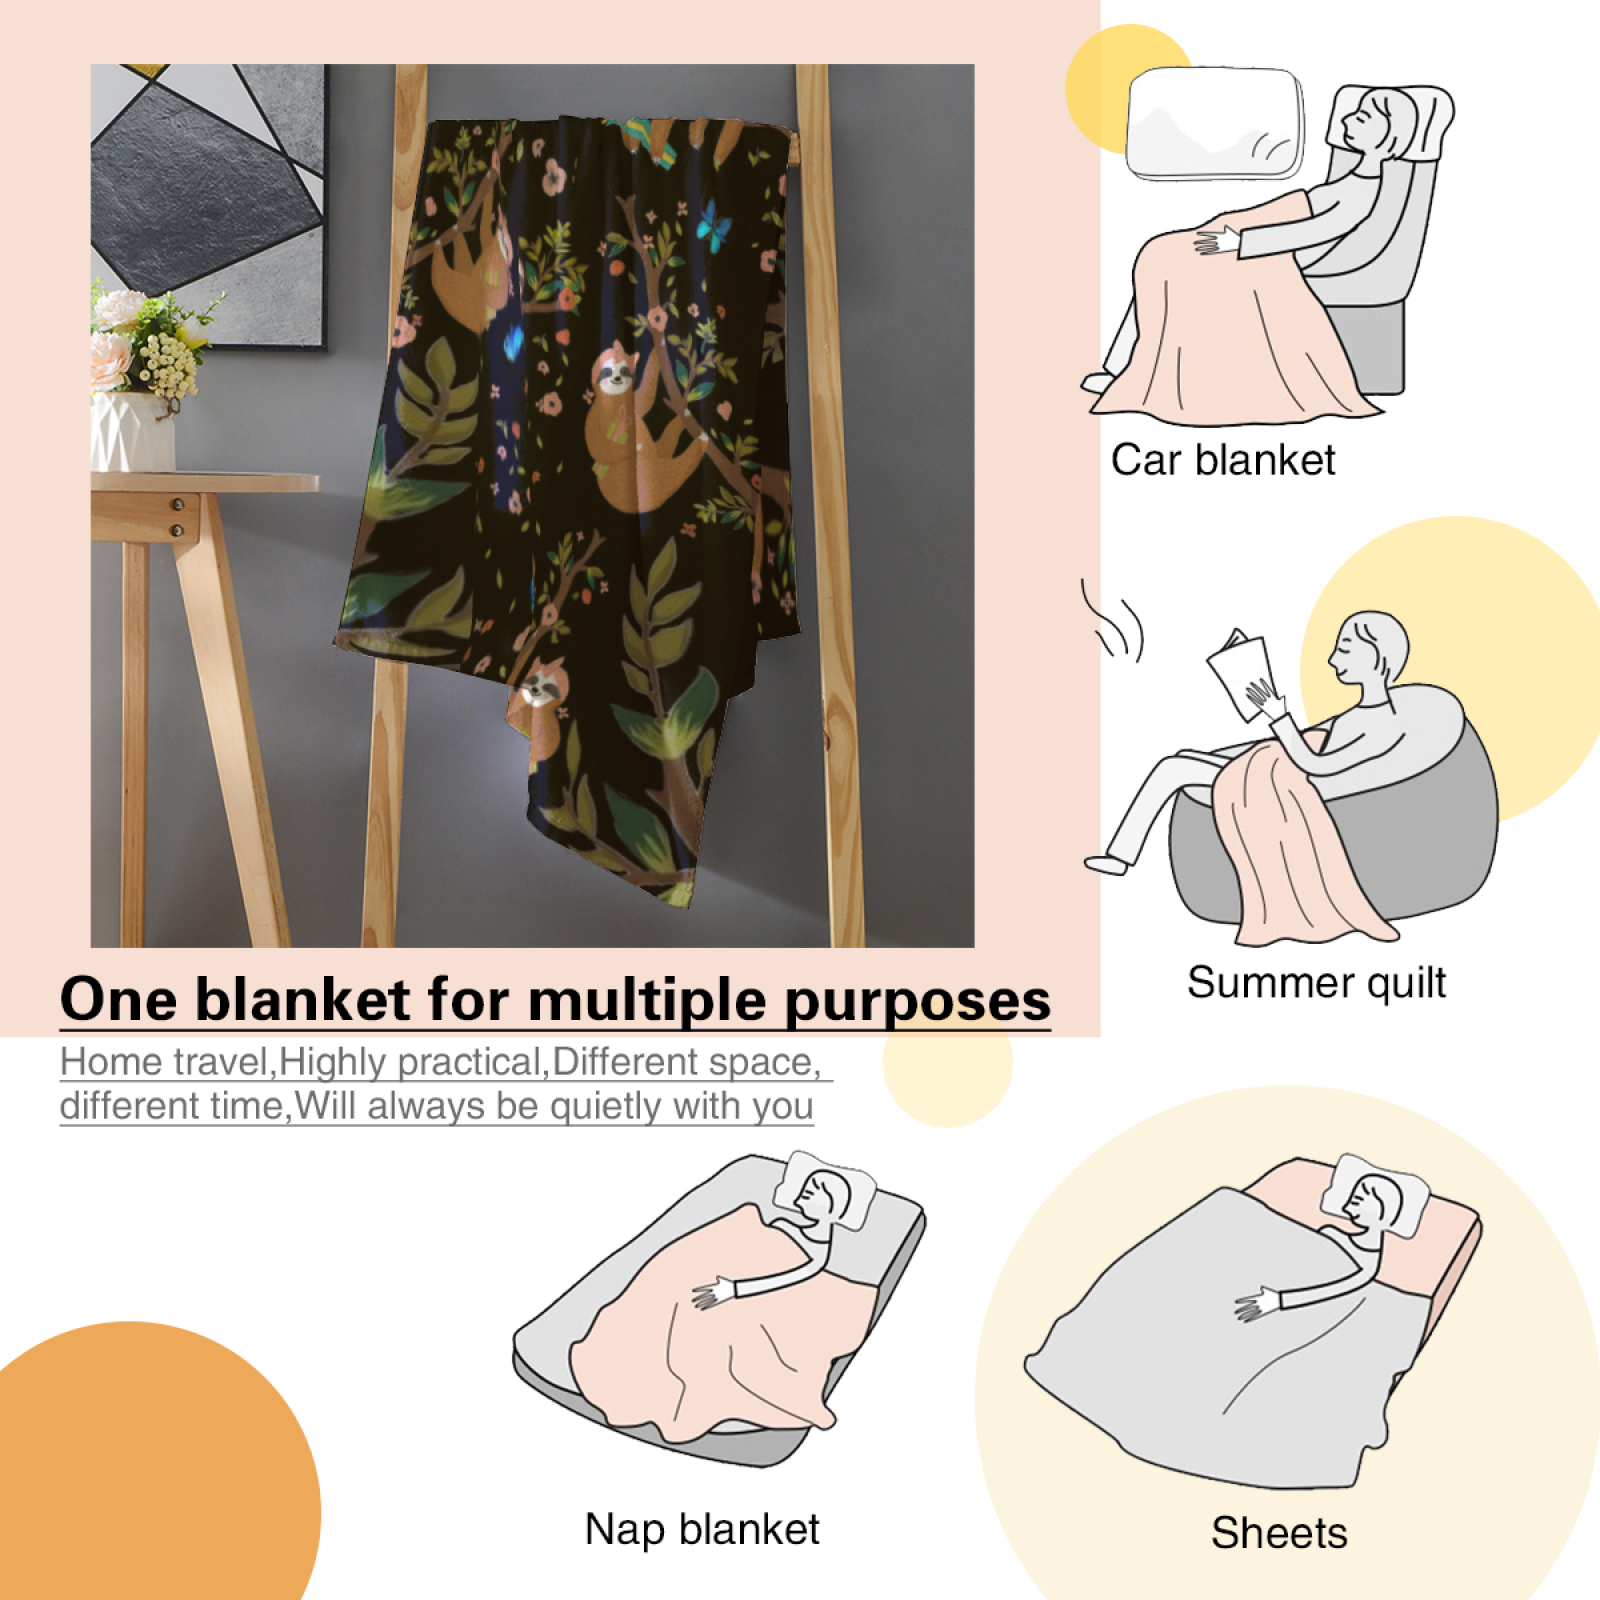 Car blanket
Summer quilt
One blanket for multiple purposes
Home travel,Highly practical,Different space,
different time,Will always be quietly with you
Nap blanket
Sheets